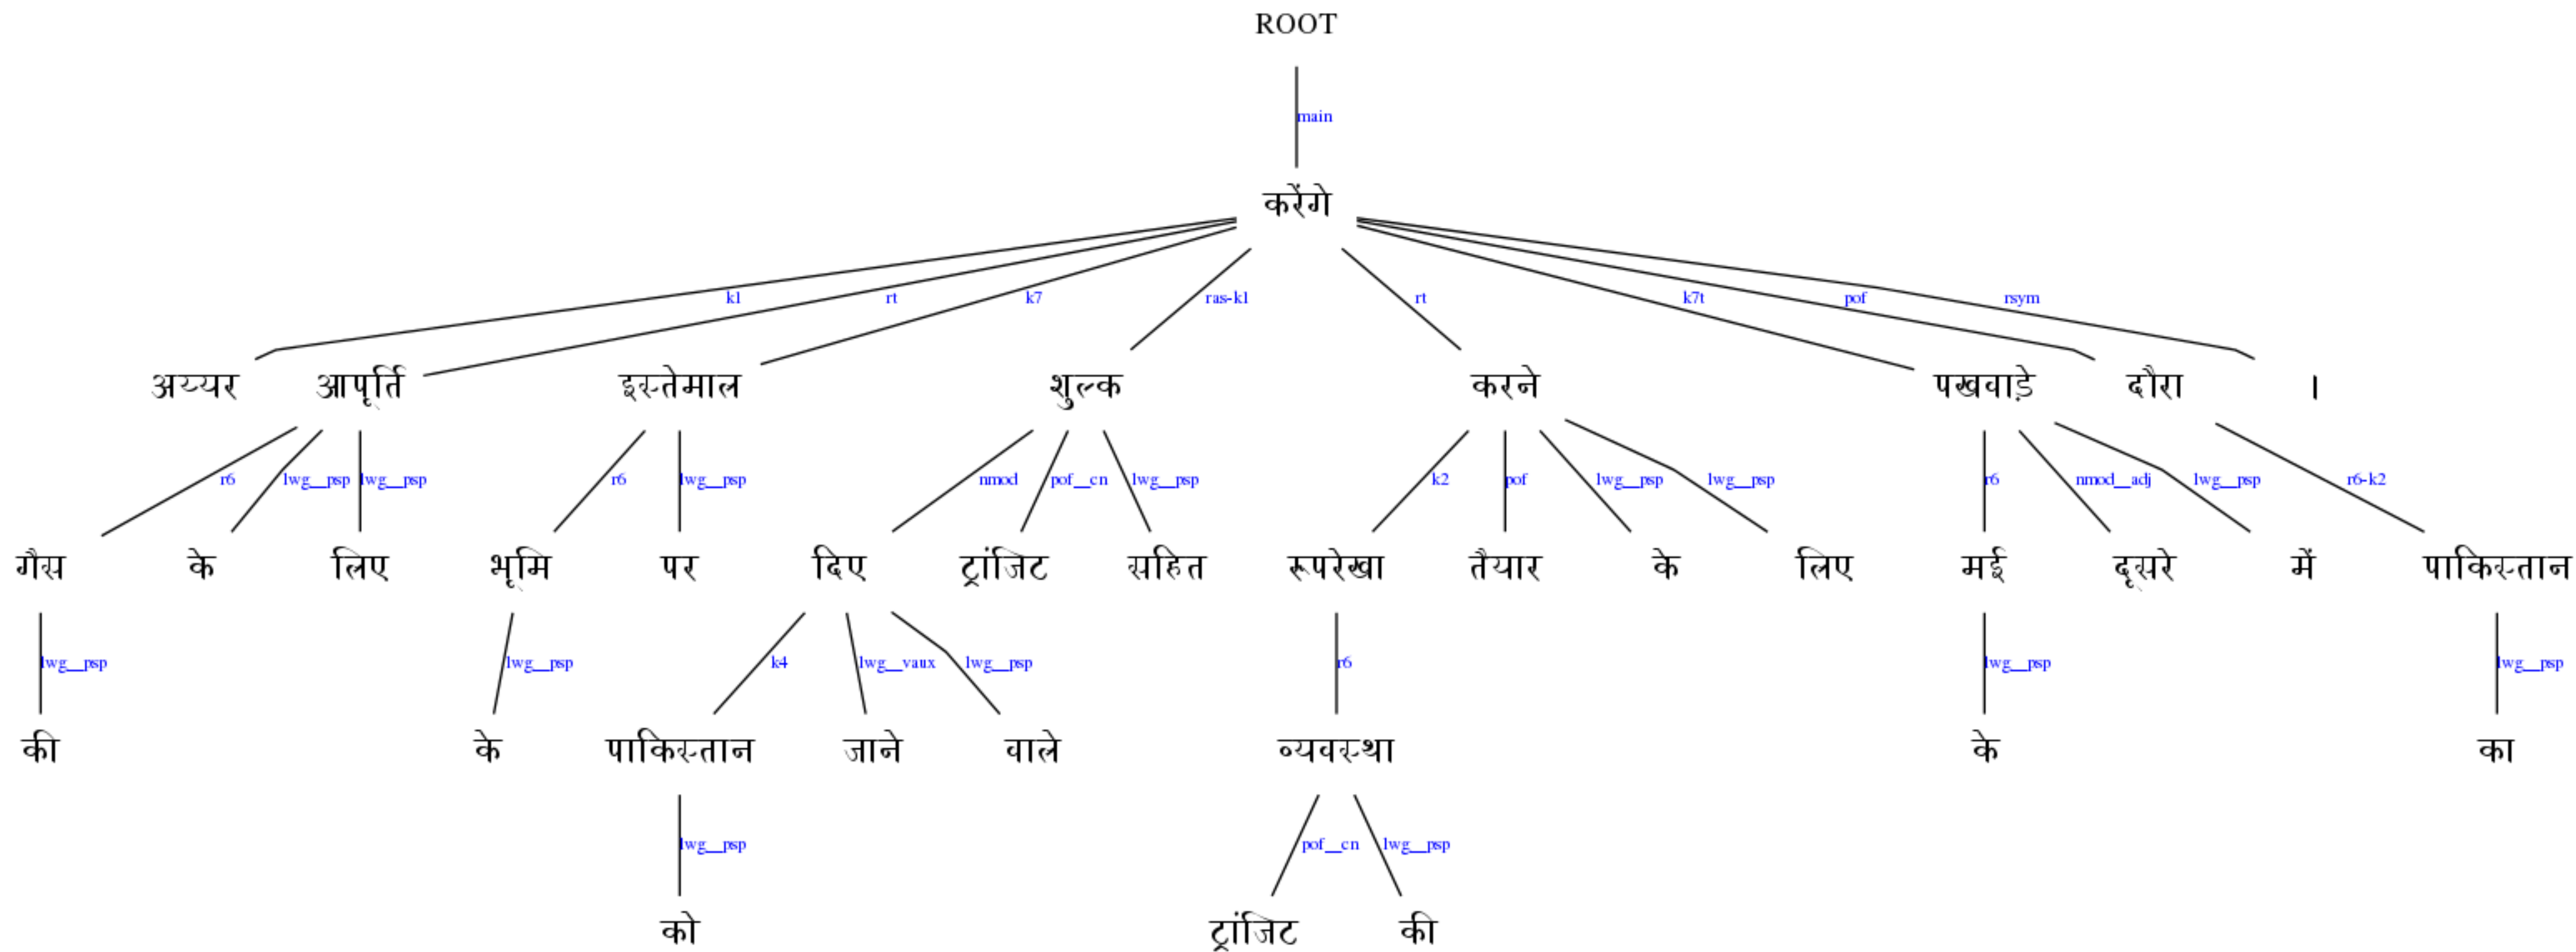 ROOT
main
करेंगे
k1 rt k7 ras-k1 rt k7t pof rsym
अय्यर आपूर्ति इस्तेमाल शुल्क करने पखवाड़े दौरा ।
r6 lwg__psp lwg__psp r6 lwg__psp nmod pof__cn lwg__psp k2 pof lwg__psp lwg__psp r6 nmod__adj lwg__psp r6-k2
गैस के लिए भूमि पर दिए ट्रांजिट सहित रूपरेखा तैयार के लिए मई दूसरे में पाकिस्तान
lwg__psp lwg__psp k4 lwg__vaux lwg__psp r6 lwg__psp lwg__psp
की के पाकिस्तान जाने वाले व्यवस्था के का
lwg__psp pof__cn lwg__psp
को ट्रांजिट की